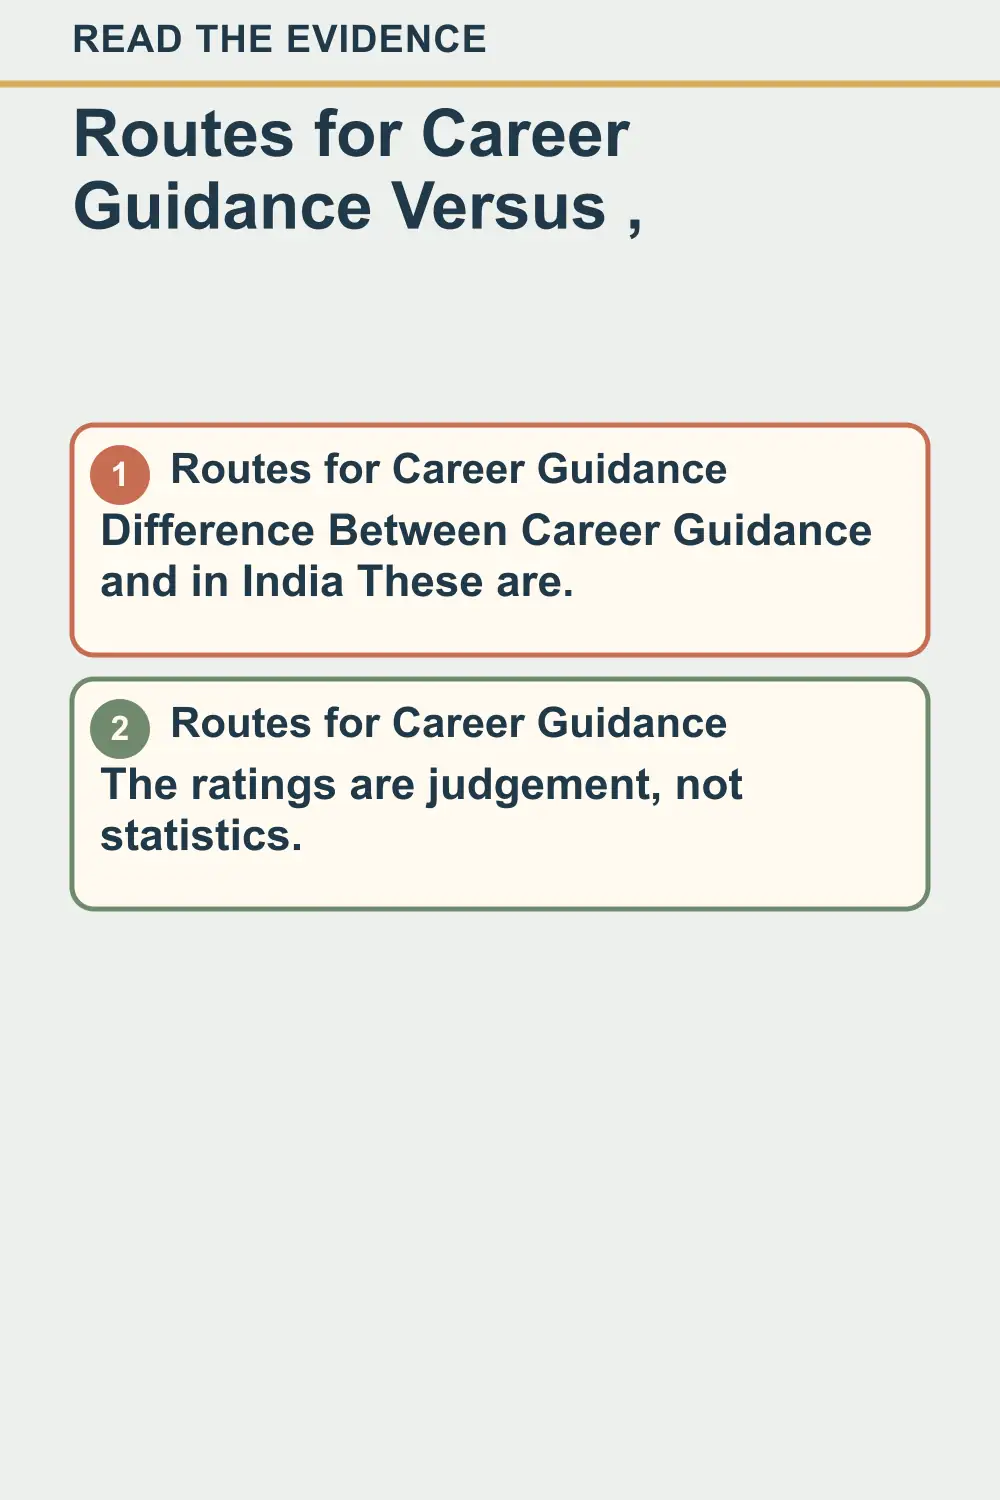 READ THE EVIDENCE
Routes for Career
Guidance Versus ,
1 Routes for Career Guidance
Difference Between Career Guidance
and in India These are.
2 Routes for Career Guidance
The ratings are judgement, not
statistics.